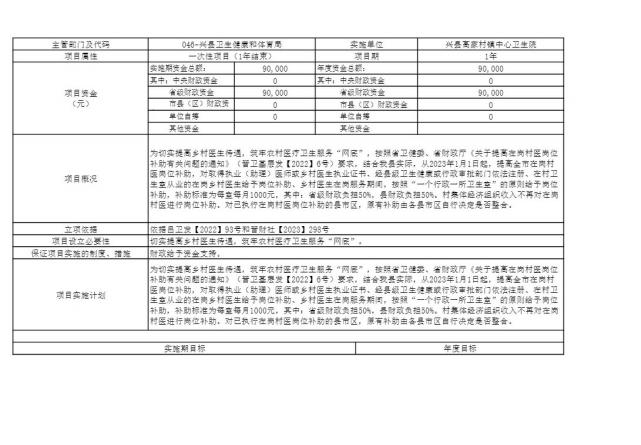 主管部门及代码 046-兴县卫生健康和体育局 实施单位 兴县高家村镇中心卫生院
项目属性 一次性项目（1年结束） 项目期 1年
项目资金
（元）
实施期资金总额： 90,000 年度资金总额： 90,000
其中：中央财政资金 0 其中：中央财政资金 0
省级财政资金 90,000 省级财政资金 90,000
市县（区）财政资 0 市县（区）财政资 0
单位自筹 0 单位自筹 0
其他资金 其他资金
项目概况
为切实提高乡村医生待遇，筑牢农村医疗卫生服务“网底”，按照省卫健委、省财政厅《关于提高在岗村医岗位
补助有关问题的通知》（晋卫基层发【2022】6号）要求，结合我县实际，从2023年1月1日起，提高全市在岗村
医岗位补助，对取得执业（助理）医师或乡村医生执业证书、经县级卫生健康或行政审批部门依法注册、在村卫
生室从业的在岗乡村医生给予岗位补助、乡村医生在岗服务期间，按照“一个行政一所卫生室”的原则给予岗位
补助，补助标准为每室每月1000元，其中：省级财政负担50%，县财政负担50%，村集体经济组织收入不再对在岗
村医进行岗位补助。对已执行在岗村医岗位补助的县市区，原有补助由各县市区自行决定是否整合。
立项依据 依据吕卫发【2022】93号和晋财社【2023】298号
项目设立必要性 切实提高乡村医生待遇，筑牢农村医疗卫生服务“网底”。
保证项目实施的制度、措施 财政给予资金支持。
项目实施计划
为切实提高乡村医生待遇，筑牢农村医疗卫生服务“网底”，按照省卫健委、省财政厅《关于提高在岗村医岗位
补助有关问题的通知》（晋卫基层发【2022】6号）要求，结合我县实际，从2023年1月1日起，提高全市在岗村
医岗位补助，对取得执业（助理）医师或乡村医生执业证书、经县级卫生健康或行政审批部门依法注册、在村卫
生室从业的在岗乡村医生给予岗位补助、乡村医生在岗服务期间，按照“一个行政一所卫生室”的原则给予岗位
补助，补助标准为每室每月1000元，其中：省级财政负担50%，县财政负担50%，村集体经济组织收入不再对在岗
村医进行岗位补助。对已执行在岗村医岗位补助的县市区，原有补助由各县市区自行决定是否整合。
实施期目标 年度目标